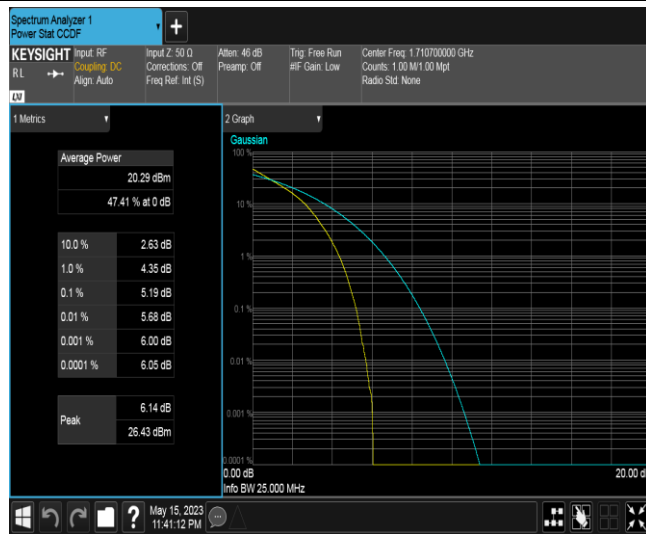 Spectrum Analyzer 1
Power Stat CCDF
+
KEYSIGHT
RL
LXI
Input: RF
Coupling: DC
Align: Auto
Input Z: 50 Ω
Corrections: Off
Freq Ref: Int (S)
Atten: 46 dB
Preamp: Off
Trig: Free Run
#IF Gain: Low
Center Freq: 1.710700000 GHz
Counts: 1.00 M/1.00 Mpt
Radio Std: None
1 Metrics
Average Power
20.29 dBm
47.41 % at 0 dB
10.0 % 2.63 dB
1.0 % 4.35 dB
0.1 % 5.19 dB
0.01 % 5.68 dB
0.001 % 6.00 dB
0.0001 % 6.05 dB
Peak
6.14 dB
26.43 dBm
2 Graph
Gaussian
100 %
10 %
1 %
0.1 %
0.01 %
0.001 %
0.0001 %
0.00 dB
20.00 d
Info BW 25.000 MHz
?
May 15, 2023
11:41:12 PM